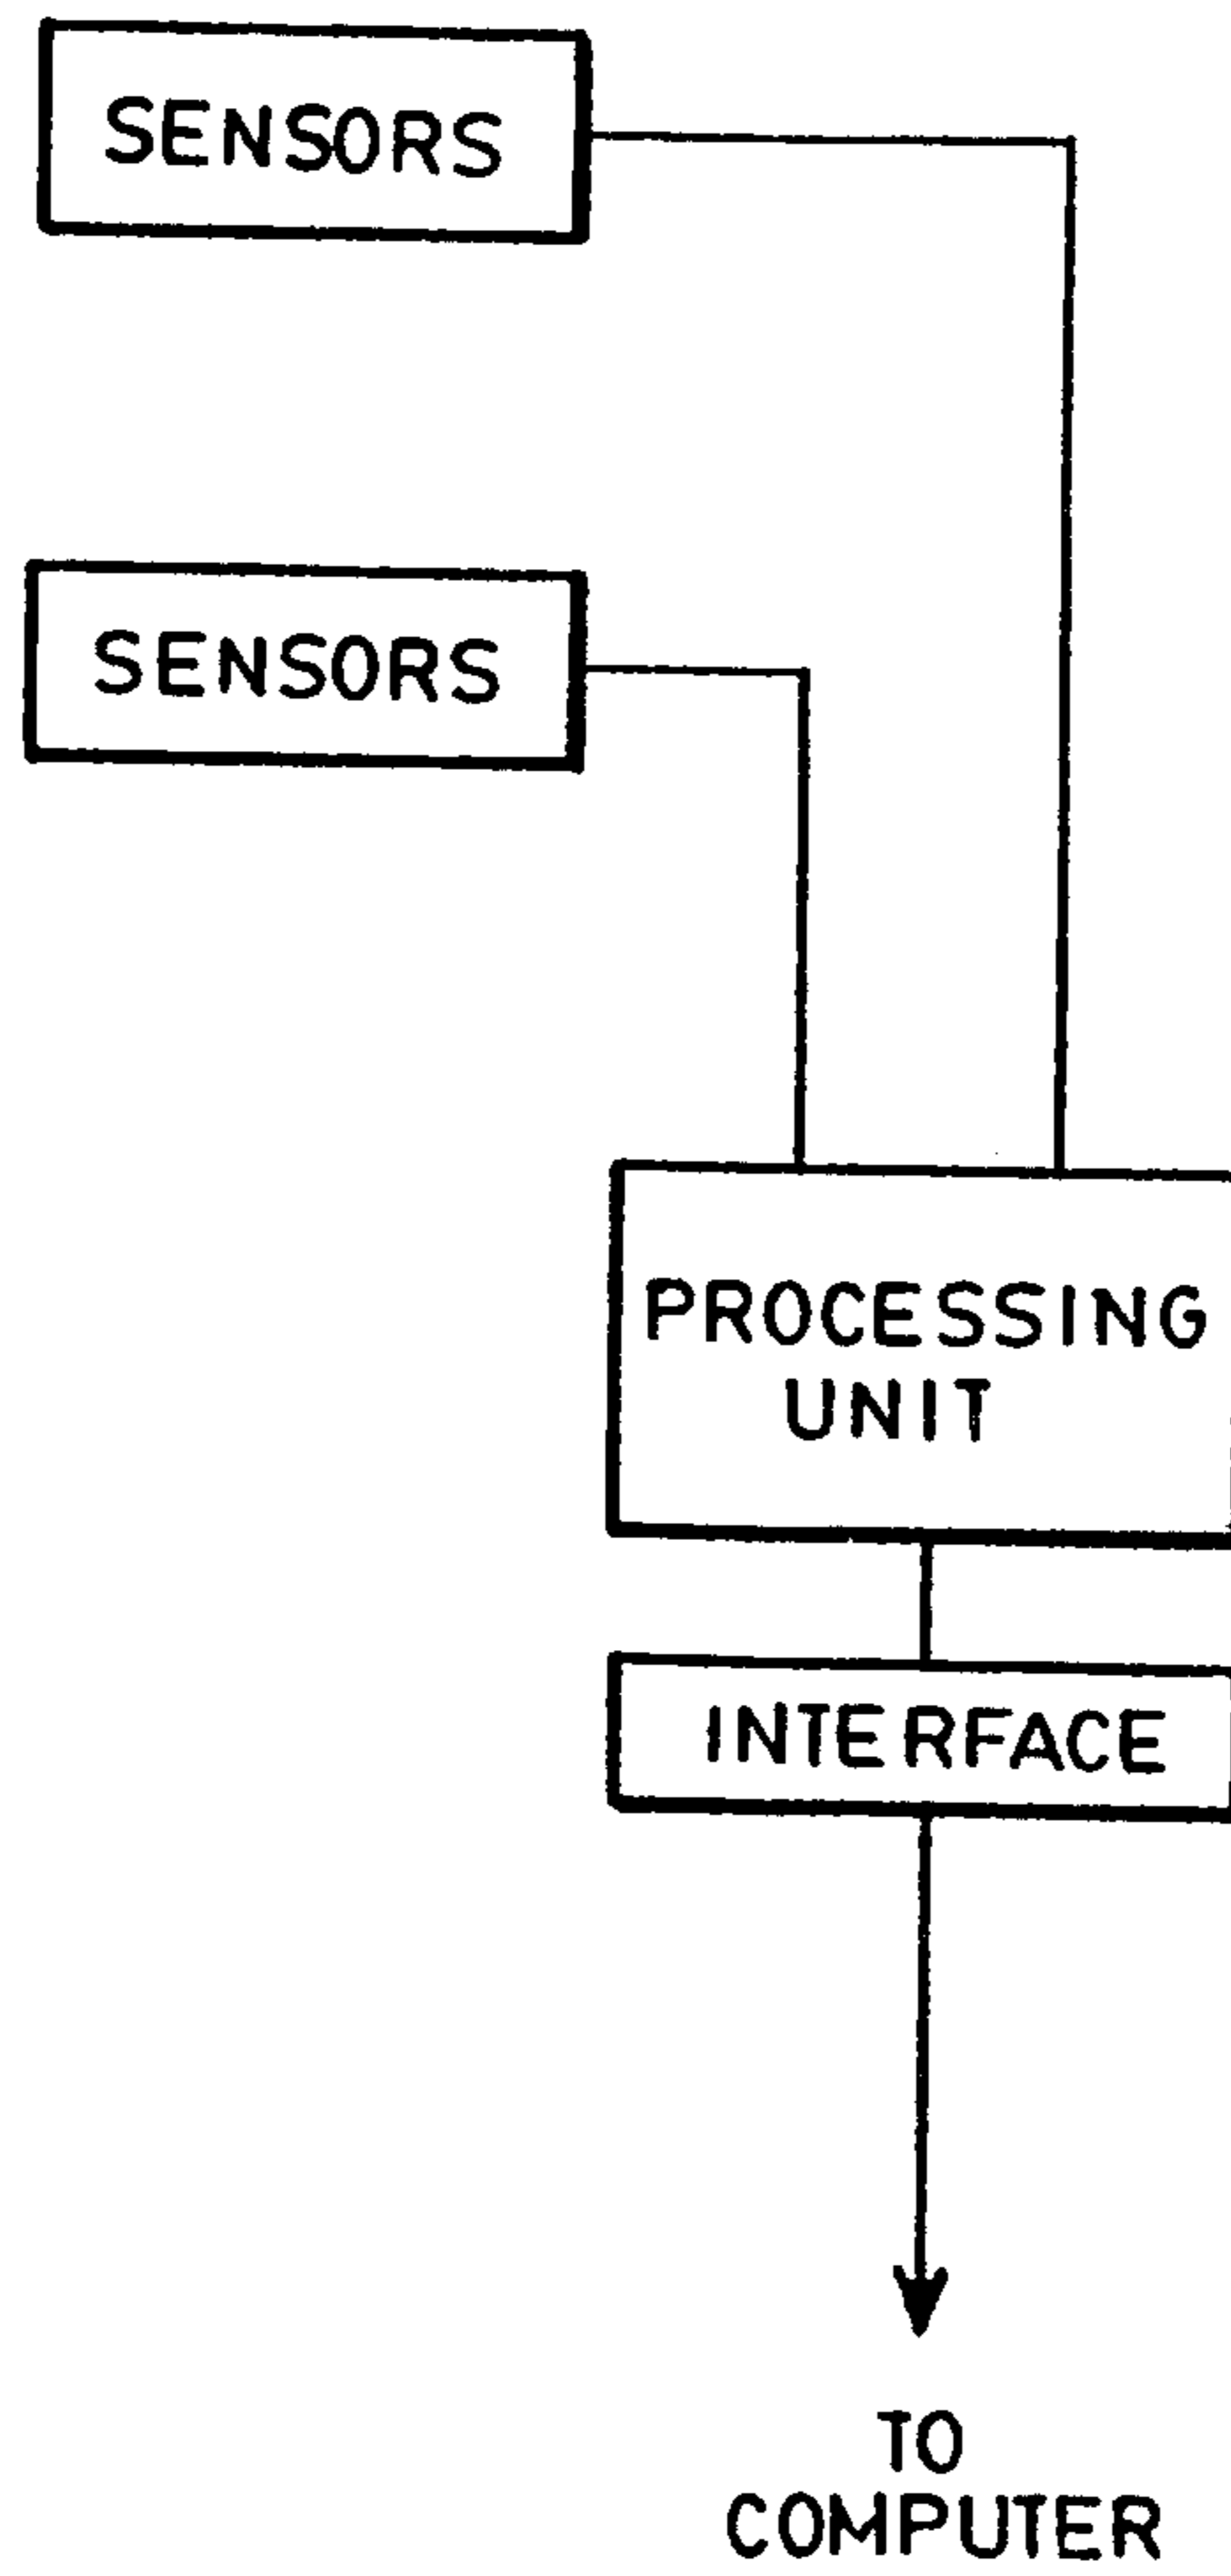 SENSORS
SENSORS
PROCESSING
UNIT
INTERFACE
TO
COMPUTER